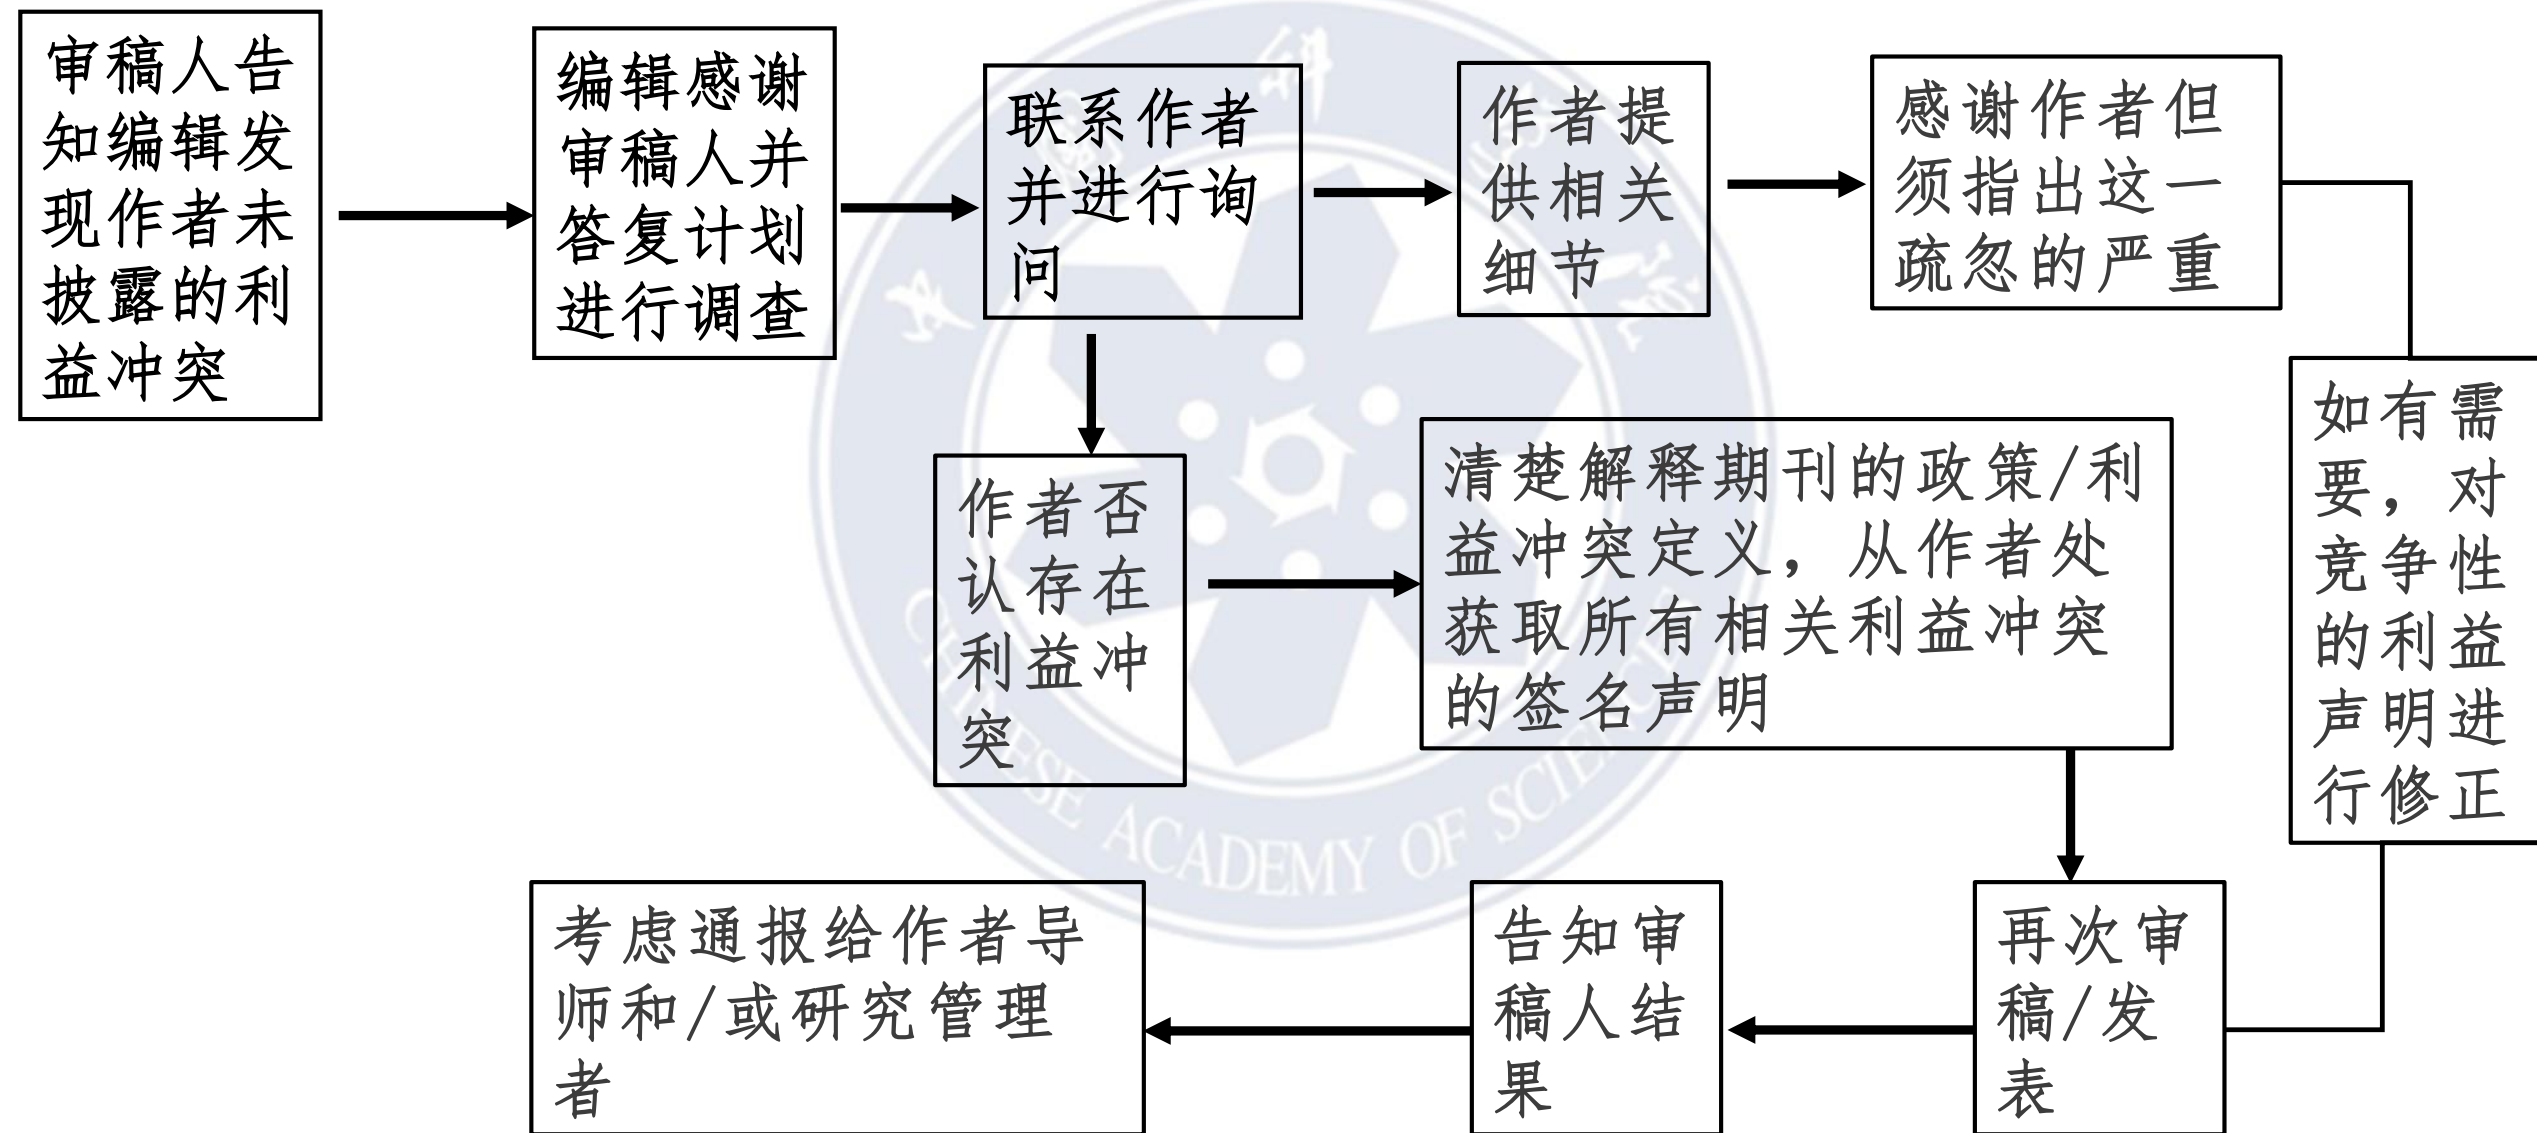 审稿人告
知编辑发
现作者未
披露的利
益冲突
编辑感谢
审稿人并
答复计划
进行调查
联系作者
并进行询
问
作者提
供相关
细节
感谢作者但
须指出这一
疏忽的严重
如有需
要，对
竞争性
的利益
声明进
行修正
作者否
认存在
利益冲
突
清楚解释期刊的政策/利
益冲突定义，从作者处
获取所有相关利益冲突
的签名声明
再次审
稿/发
表
告知审
稿人结
果
考虑通报给作者导
师和/或研究管理
者
CHINESE ACADEMY OF SCIENCES